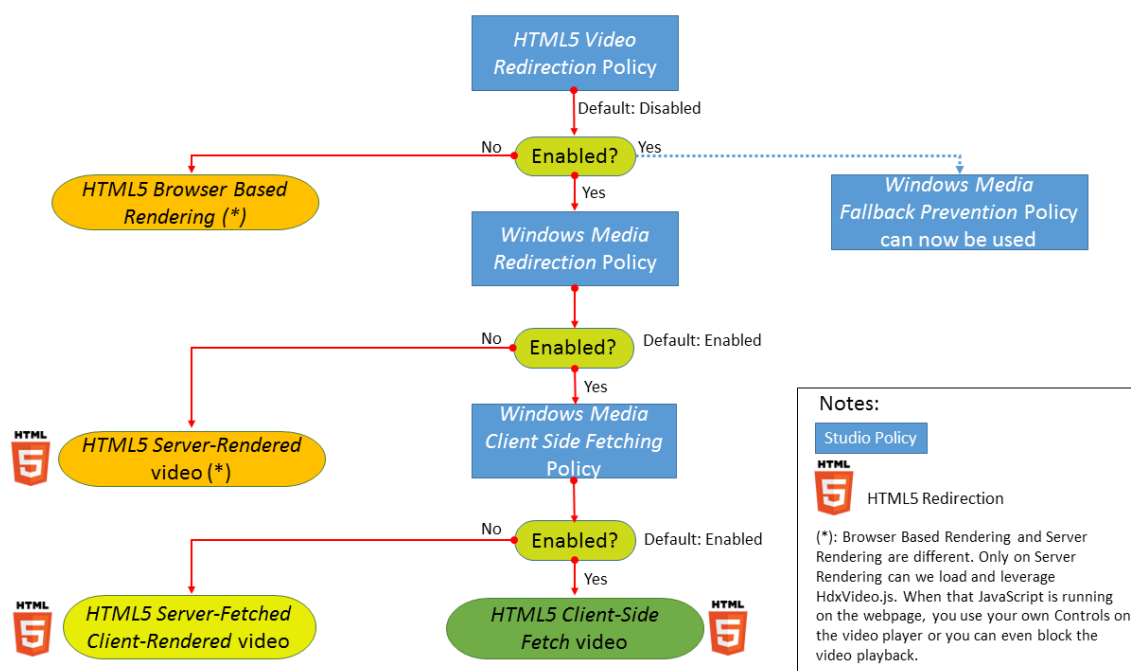 HTML5 Video
Redirection Policy
Default: Disabled
No
Enabled?
Yes
Yes
HTML5 Browser Based
Rendering (*)
Windows Media
Fallback Prevention Policy
can now be used
Windows Media
Redirection Policy
No
Enabled?
Default: Enabled
Yes
HTML
5
HTML5 Server-Rendered
video (*)
Windows Media
Client Side Fetching
Policy
No
Enabled?
Default: Enabled
Yes
HTML
5
HTML5 Server-Fetched
Client-Rendered video
HTML5 Client-Side
Fetch video
HTML
5
Notes:
Studio Policy
HTML
5
HTML5 Redirection
(*): Browser Based Rendering and Server
Rendering are different. Only on Server
Rendering can we load and leverage
HdxVideo.js. When that JavaScript is running
on the webpage, you use your own Controls on
the video player or you can even block the
video playback.